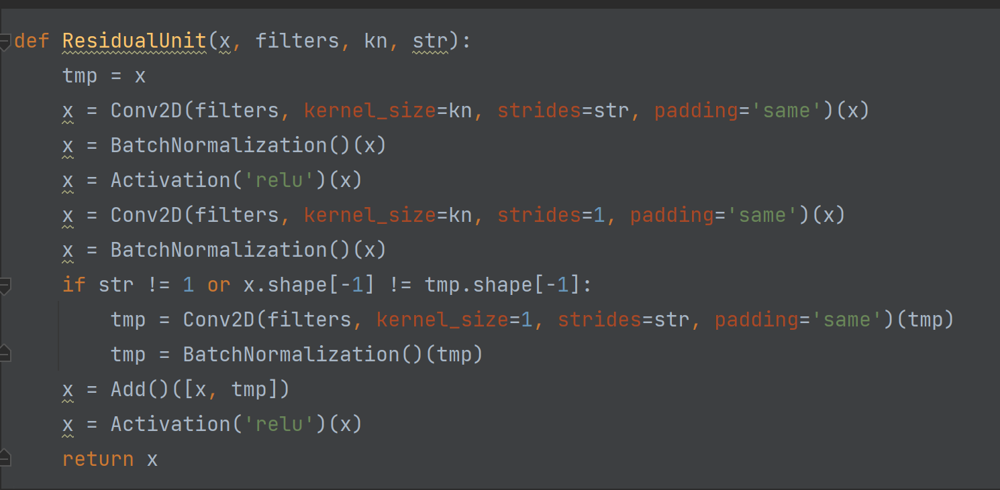 def ResidualUnit(x, filters, kn, str):
    tmp = x
    x = Conv2D(filters, kernel_size=kn, strides=str, padding='same')(x)
    x = BatchNormalization()(x)
    x = Activation('relu')(x)
    x = Conv2D(filters, kernel_size=kn, strides=1, padding='same')(x)
    x = BatchNormalization()(x)
    if str != 1 or x.shape[-1] != tmp.shape[-1]:
        tmp = Conv2D(filters, kernel_size=1, strides=str, padding='same')(tmp)
        tmp = BatchNormalization()(tmp)
    x = Add()([x, tmp])
    x = Activation('relu')(x)
    return x